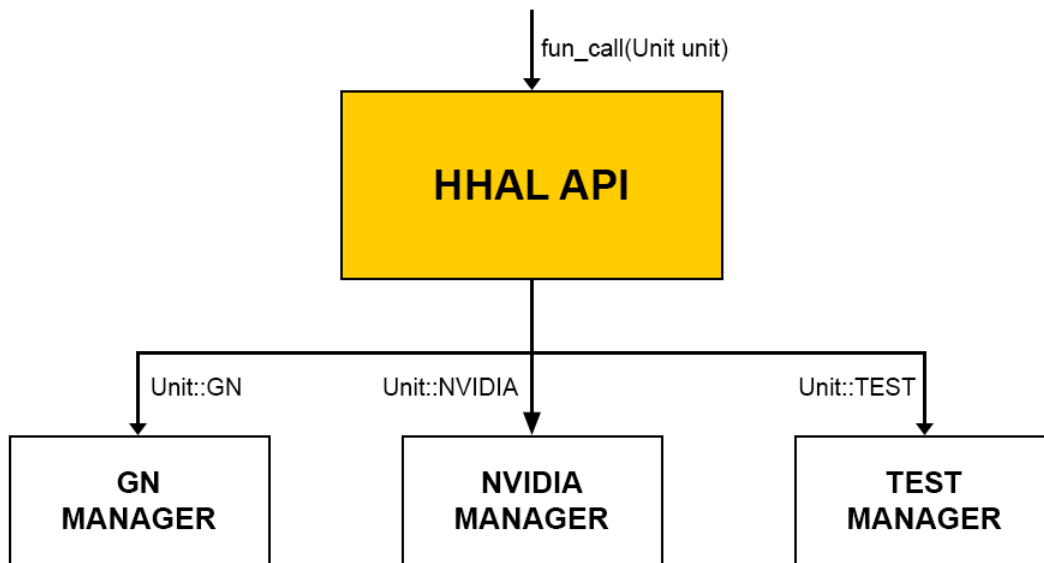 fun_call(Unit unit)
HHAL API
Unit::GN
Unit::NVIDIA
Unit::TEST
GN
MANAGER
NVIDIA
MANAGER
TEST
MANAGER